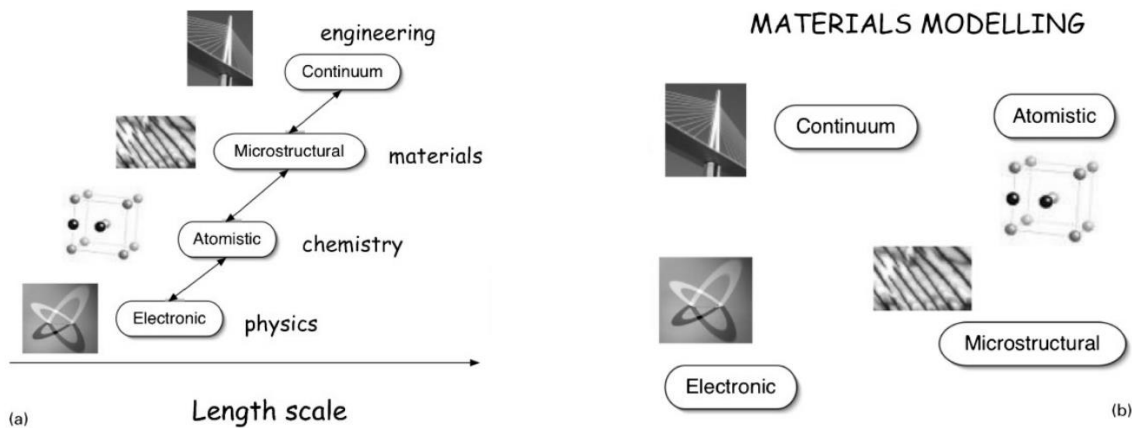 engineering
Continuum
Microstructural
materials
Atomistic
chemistry
Electronic
physics
Length scale
(a)
MATERIALS MODELLING
Continuum
Atomistic
Microstructural
Electronic
(b)